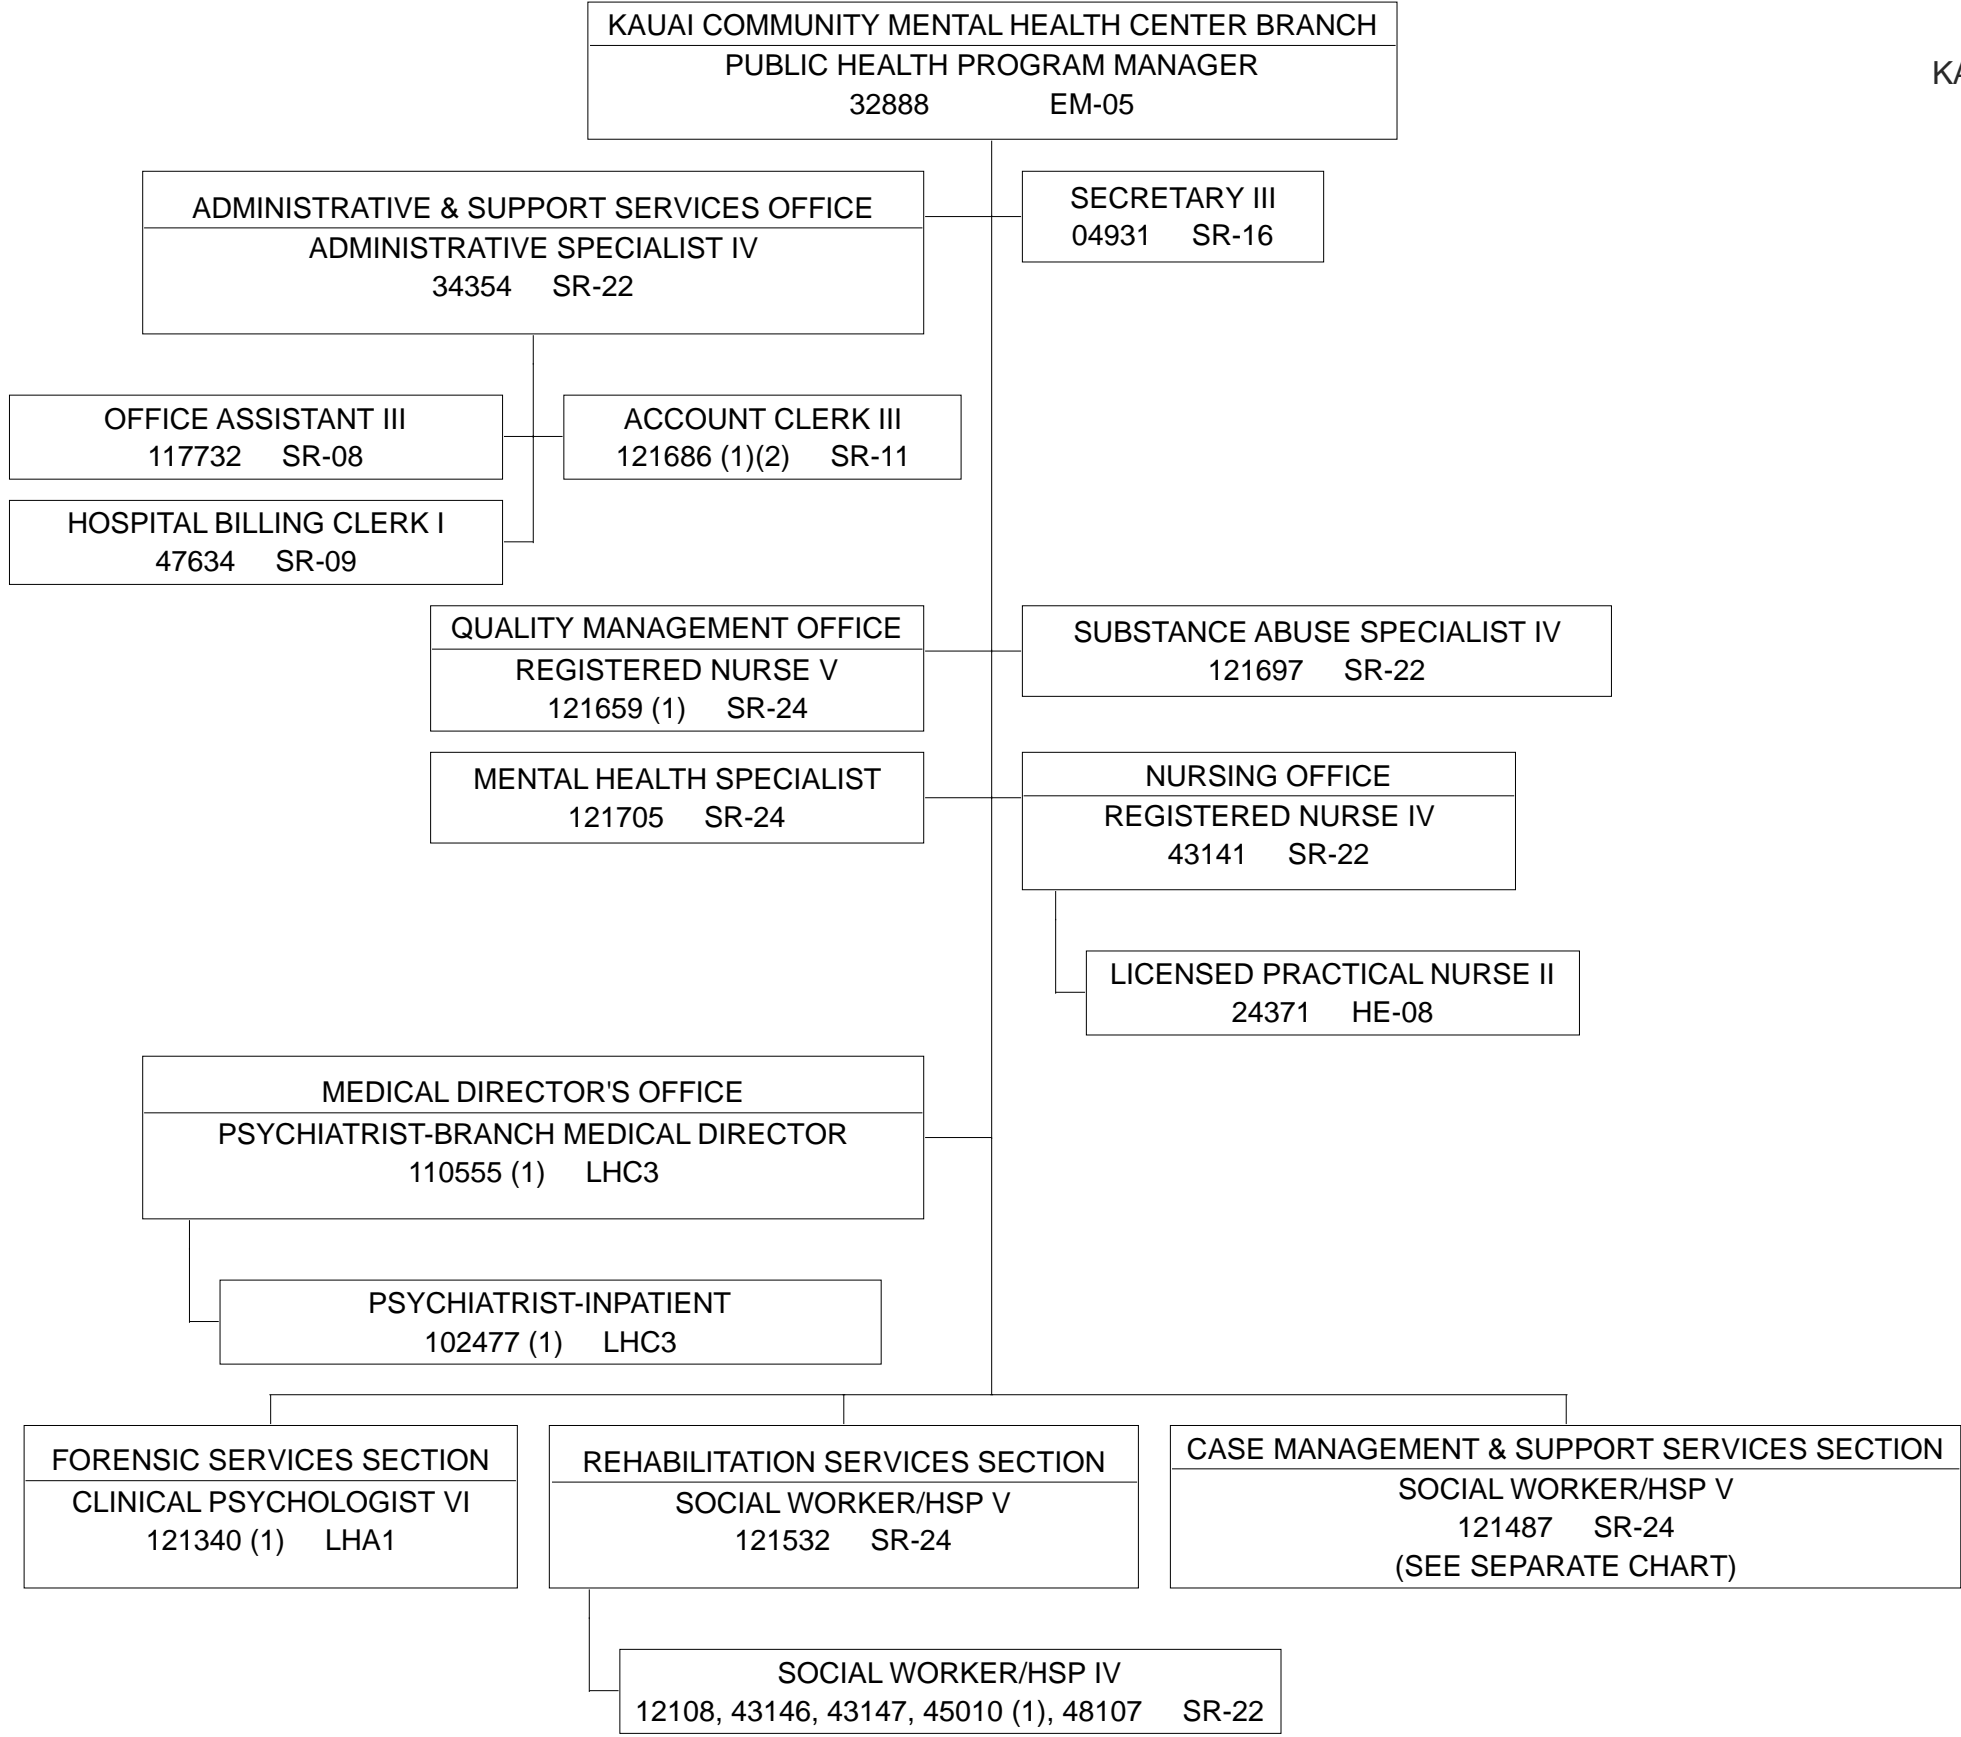 KAUAI COMMUNITY MENTAL HEALTH CENTER BRANCH
PUBLIC HEALTH PROGRAM MANAGER
32888 EM-05
KA
ADMINISTRATIVE & SUPPORT SERVICES OFFICE
ADMINISTRATIVE SPECIALIST IV
34354 SR-22
SECRETARY III
04931 SR-16
OFFICE ASSISTANT III
117732 SR-08
ACCOUNT CLERK III
121686 (1)(2) SR-11
HOSPITAL BILLING CLERK I
47634 SR-09
QUALITY MANAGEMENT OFFICE
REGISTERED NURSE V
121659 (1) SR-24
SUBSTANCE ABUSE SPECIALIST IV
121697 SR-22
MENTAL HEALTH SPECIALIST
121705 SR-24
NURSING OFFICE
REGISTERED NURSE IV
43141 SR-22
LICENSED PRACTICAL NURSE II
24371 HE-08
MEDICAL DIRECTOR'S OFFICE
PSYCHIATRIST-BRANCH MEDICAL DIRECTOR
110555 (1) LHC3
PSYCHIATRIST-INPATIENT
102477 (1) LHC3
FORENSIC SERVICES SECTION
CLINICAL PSYCHOLOGIST VI
121340 (1) LHA1
REHABILITATION SERVICES SECTION
SOCIAL WORKER/HSP V
121532 SR-24
CASE MANAGEMENT & SUPPORT SERVICES SECTION
SOCIAL WORKER/HSP V
121487 SR-24
(SEE SEPARATE CHART)
SOCIAL WORKER/HSP IV
12108, 43146, 43147, 45010 (1), 48107 SR-22